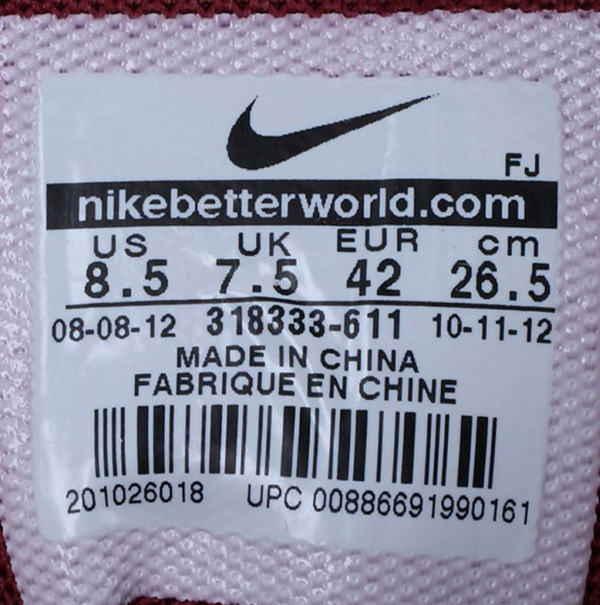 FJ
nikebetterworld.com
US UK EUR cm
8.5 7.5 42 26.5
08-08-12 318333-611 10-11-12
MADE IN CHINA
FABRIQUE EN CHINE
201026018 UPC 00886691990161